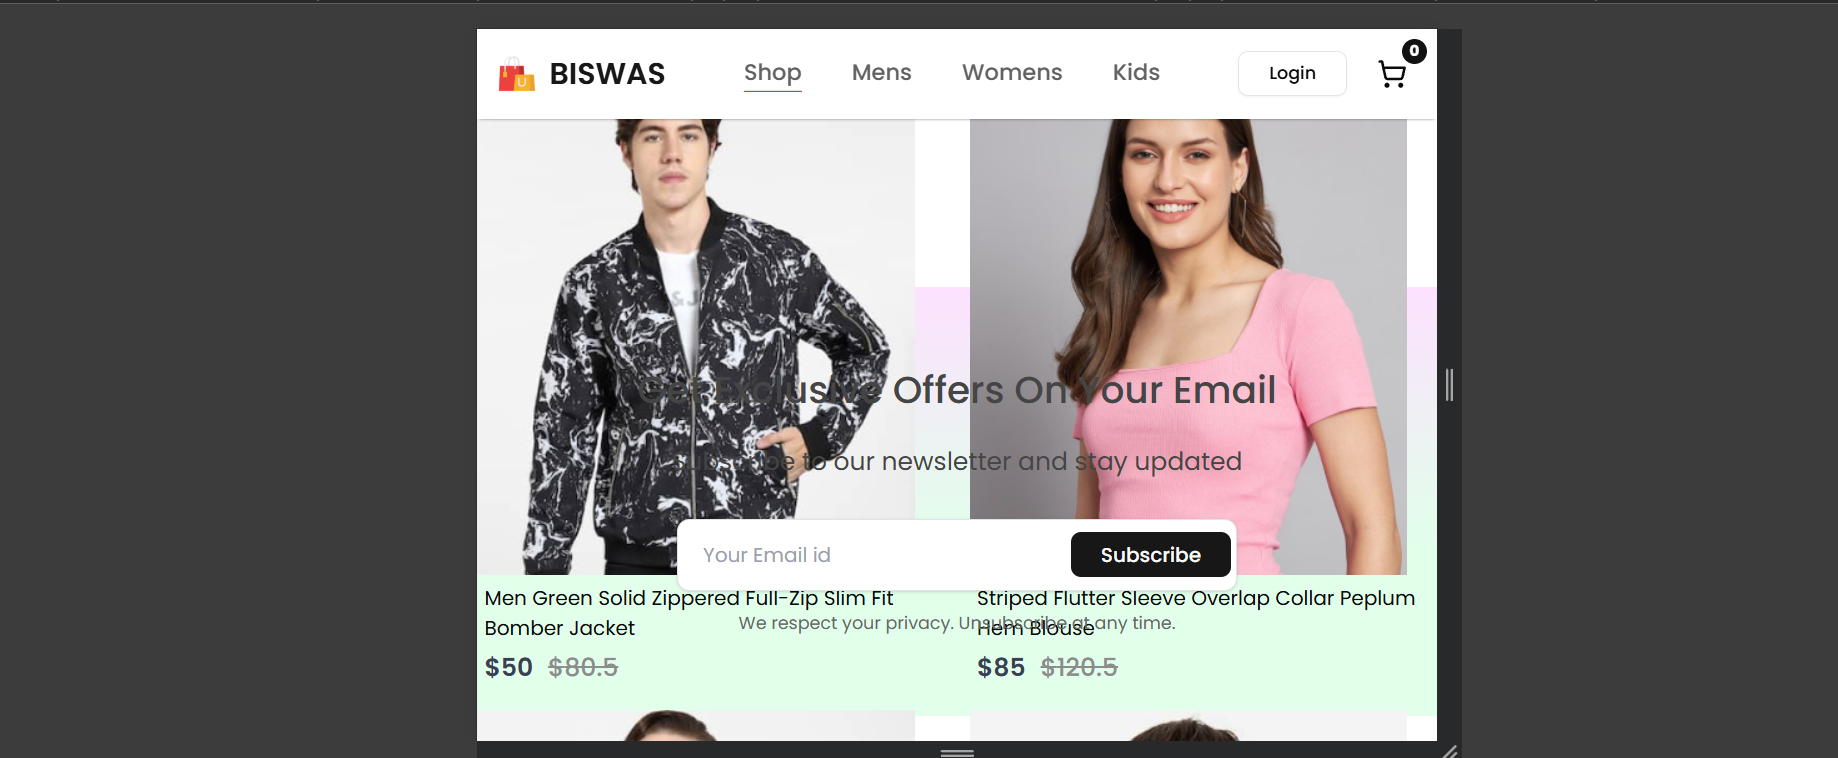 BISWAS Shop Mens Womens Kids Login 0
Get Exclusive Offers On Your Email
Subscribe to our newsletter and stay updated
Your Email id Subscribe
Men Green Solid Zippered Full-Zip Slim Fit
Bomber Jacket
$50 $80.5
Striped Flutter Sleeve Overlap Collar Peplum
Hem Blouse
$85 $120.5
We respect your privacy. Unsubscribe at any time.